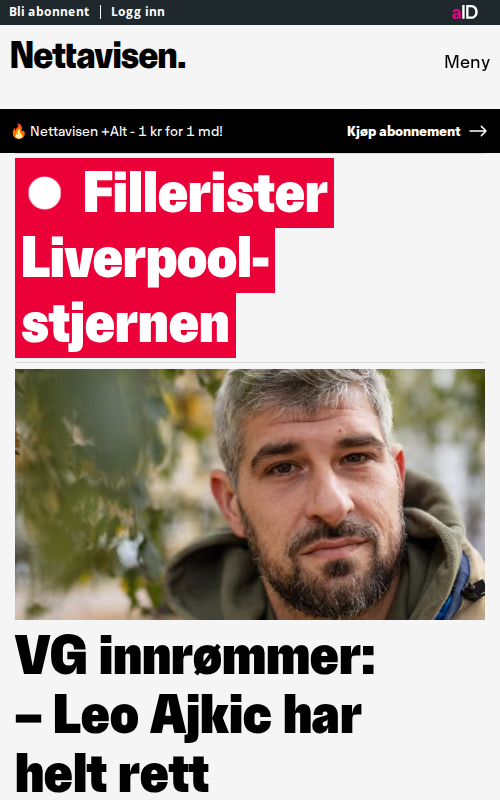 Bli abonnent
Logg inn
aID
Nettavisen.
Meny
🔥 Nettavisen +Alt - 1 kr for 1 md!
Kjøp abonnement →
Fillerister
Liverpool-
stjernen
VG innrømmer:
– Leo Ajkic har
helt rett